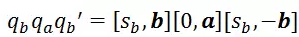 q_b q_a q_b′ = [s_b, 𝒃][0, 𝒂][s_b, −𝒃]